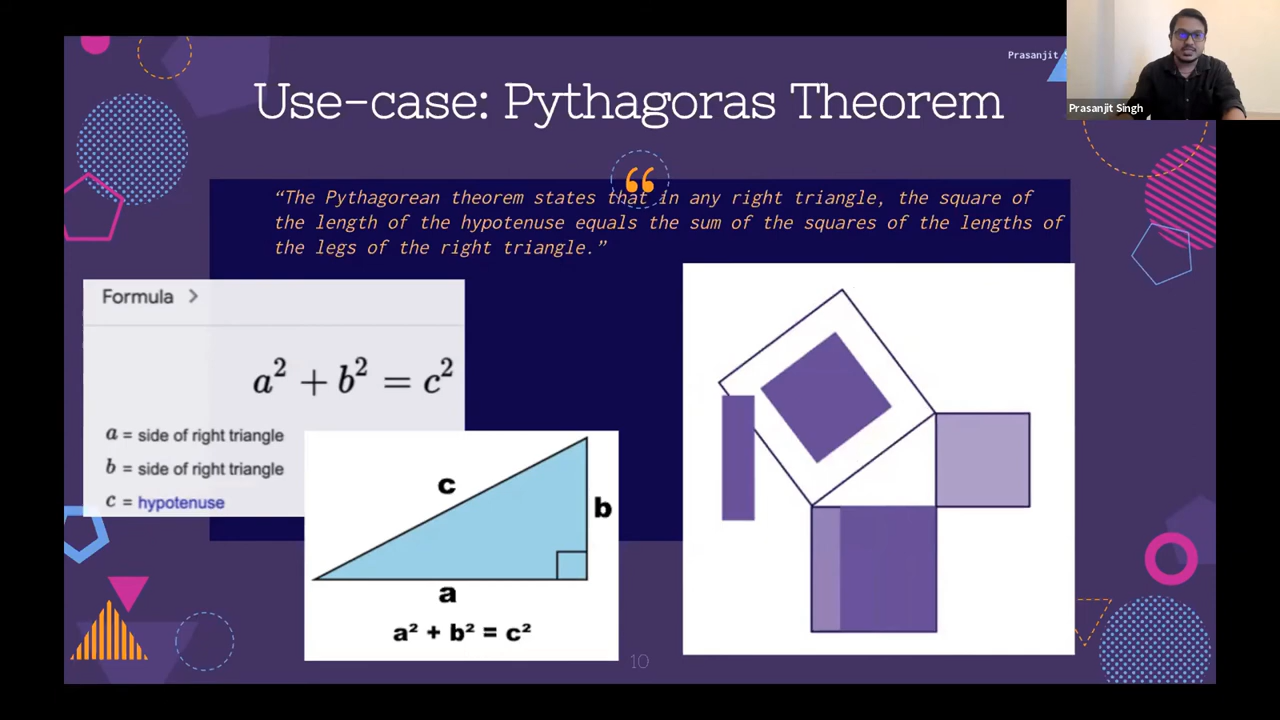 Prasanjit
Prasanjit Singh
Use-case: Pythagoras Theorem
“
“The Pythagorean theorem states that in any right triangle, the square of
the length of the hypotenuse equals the sum of the squares of the lengths of
the legs of the right triangle.”
Formula >
a² + b² = c²
a = side of right triangle
b = side of right triangle
c = hypotenuse
c
b
a
a² + b² = c²
10